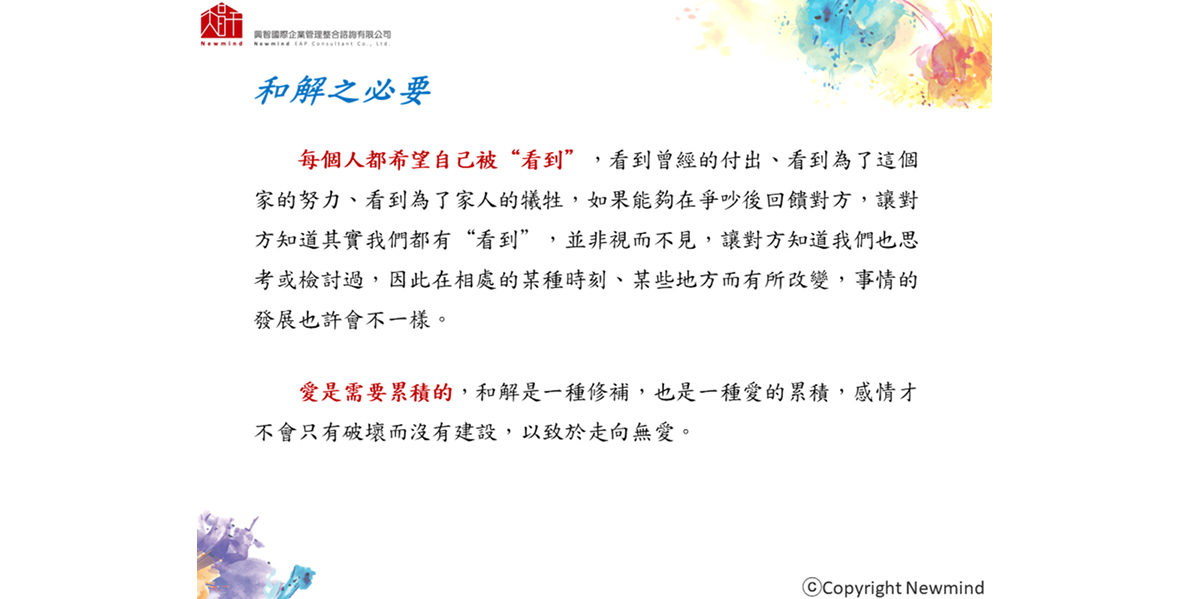 興智國際企業管理整合諮詢有限公司
Newmind
Newmind EAP Consultant Co., Ltd.
和解之必要
每個人都希望自己被“看到”,看到曾經的付出、看到為了這個
家的努力、看到為了家人的犧牲,如果能夠在爭吵後回饋對方,讓對
方知道其實我們都有“看到”,並非視而不見,讓對方知道我們也思
考或檢討過,因此在相處的某種時刻、某些地方而有所改變,事情的
發展也許會不一樣。
愛是需要累積的,和解是一種修補,也是一種愛的累積,感情才
不會只有破壞而沒有建設,以致於走向無愛。
ⓒCopyright Newmind